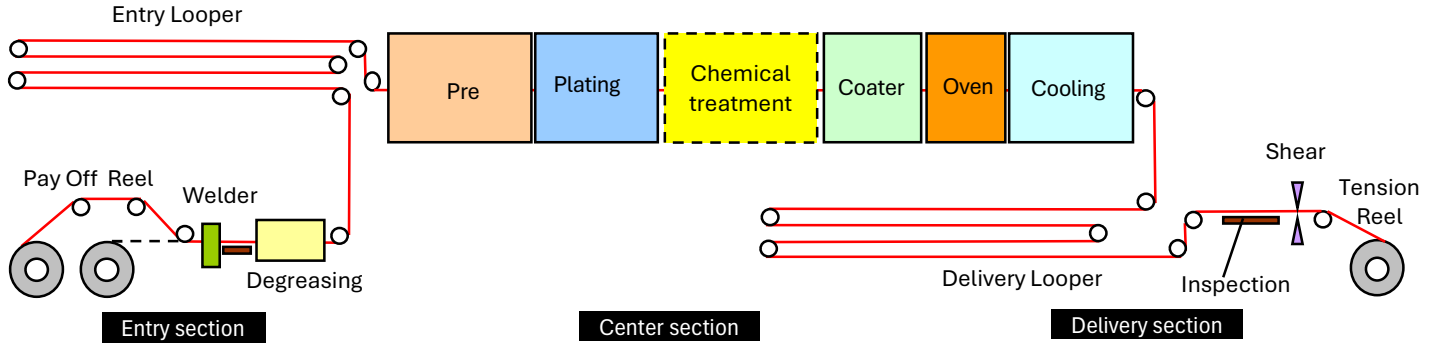 Entry Looper
Pre
Plating
Chemical
treatment
Coater
Oven
Cooling
Pay Off Reel
Welder
Degreasing
Shear
Tension
Reel
Delivery Looper
Inspection
Entry section
Center section
Delivery section